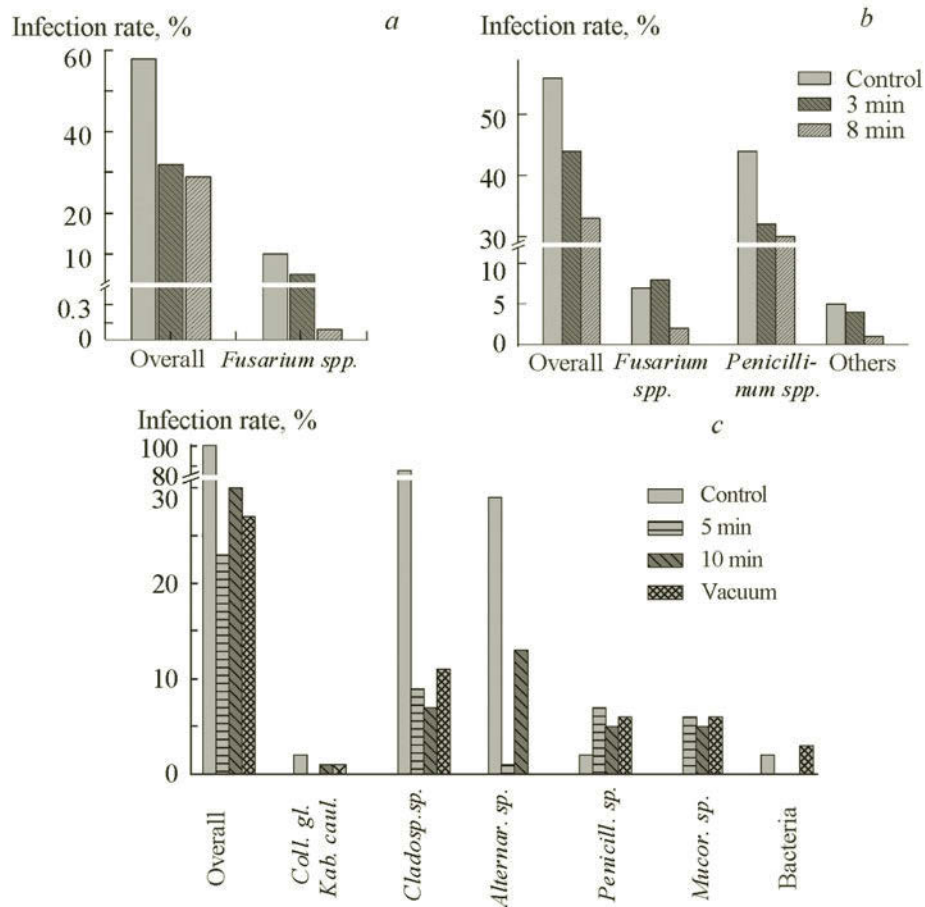 Infection rate, %
a
60
40
20
10
0.3
0
Overall
Fusarium spp.
Infection rate, %
b
Control
3 min
8 min
50
40
30
10
5
0
Overall
Fusarium
spp.
Penicilli-
num spp.
Others
Infection rate, %
c
100
80
30
20
10
0
Control
5 min
10 min
Vacuum
Overall
Coll. gl.
Kab. caul.
Cladosp.sp.
Alternar. sp.
Penicill. sp.
Mucor. sp.
Bacteria